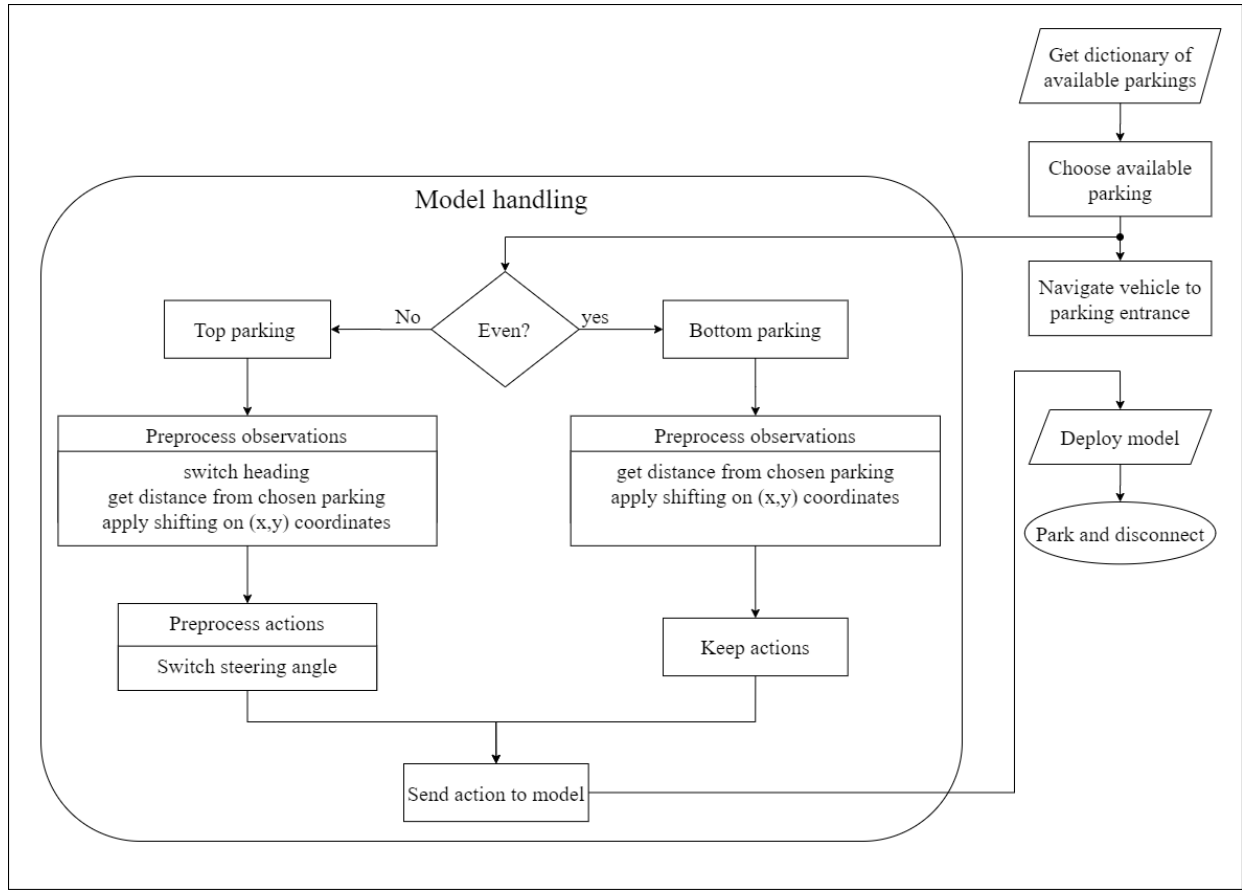 Get dictionary of
available parkings
Choose available
parking
Navigate vehicle to
parking entrance
Model handling
Even?
No
yes
Top parking
Bottom parking
Preprocess observations
switch heading
get distance from chosen parking
apply shifting on (x,y) coordinates
Preprocess observations
get distance from chosen parking
apply shifting on (x,y) coordinates
Preprocess actions
Switch steering angle
Keep actions
Send action to model
Deploy model
Park and disconnect